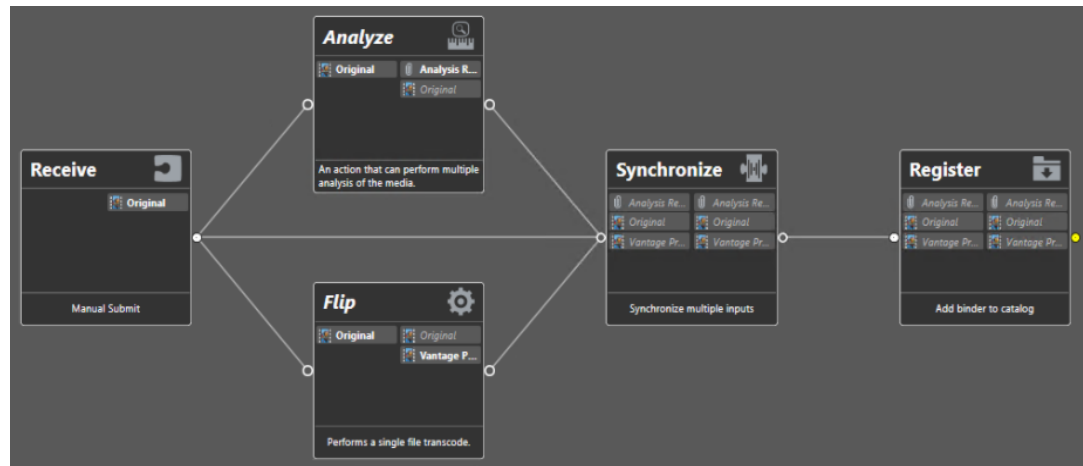 Receive
Original
Manual Submit
Analyze
Original
Analysis R...
Original
An action that can perform multiple
analysis of the media.
Flip
Original
Original
Vantage P...
Performs a single file transcode.
Synchronize
Analysis Re...
Analysis Re...
Original
Original
Vantage Pr...
Vantage Pr...
Synchronize multiple inputs
Register
Analysis Re...
Analysis Re...
Original
Original
Vantage Pr...
Vantage Pr...
Add binder to catalog